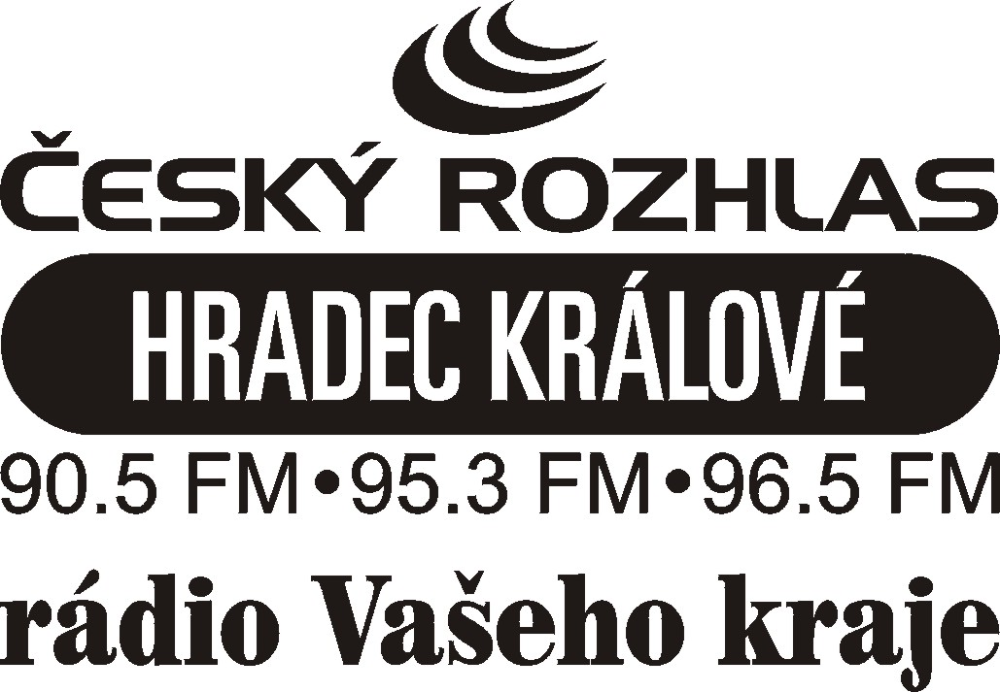 ČESKÝ ROZHLAS
HRADEC KRÁLOVÉ
90.5 FM•95.3 FM•96.5 FM
rádio Vašeho kraje